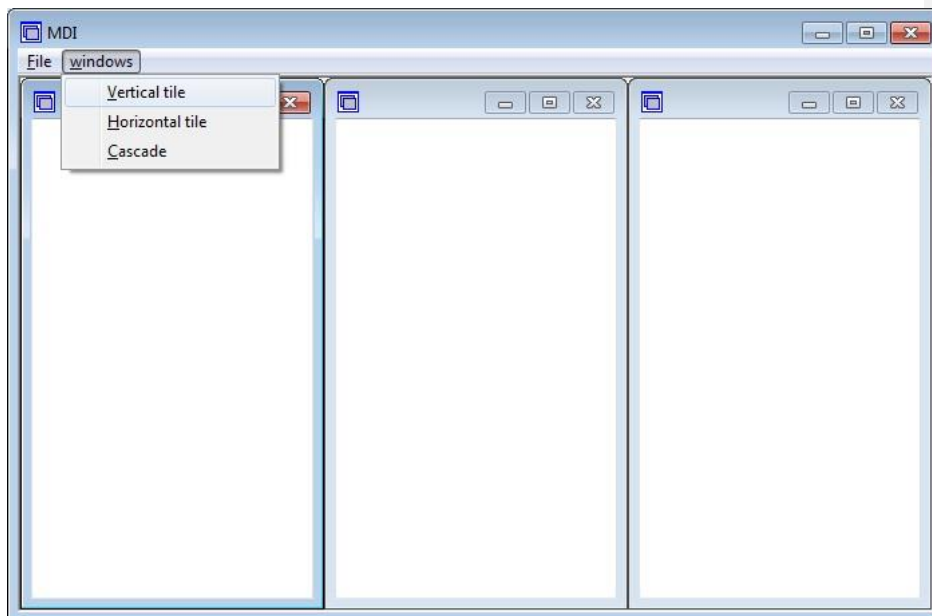 MDI
File windows
Vertical tile
Horizontal tile
Cascade